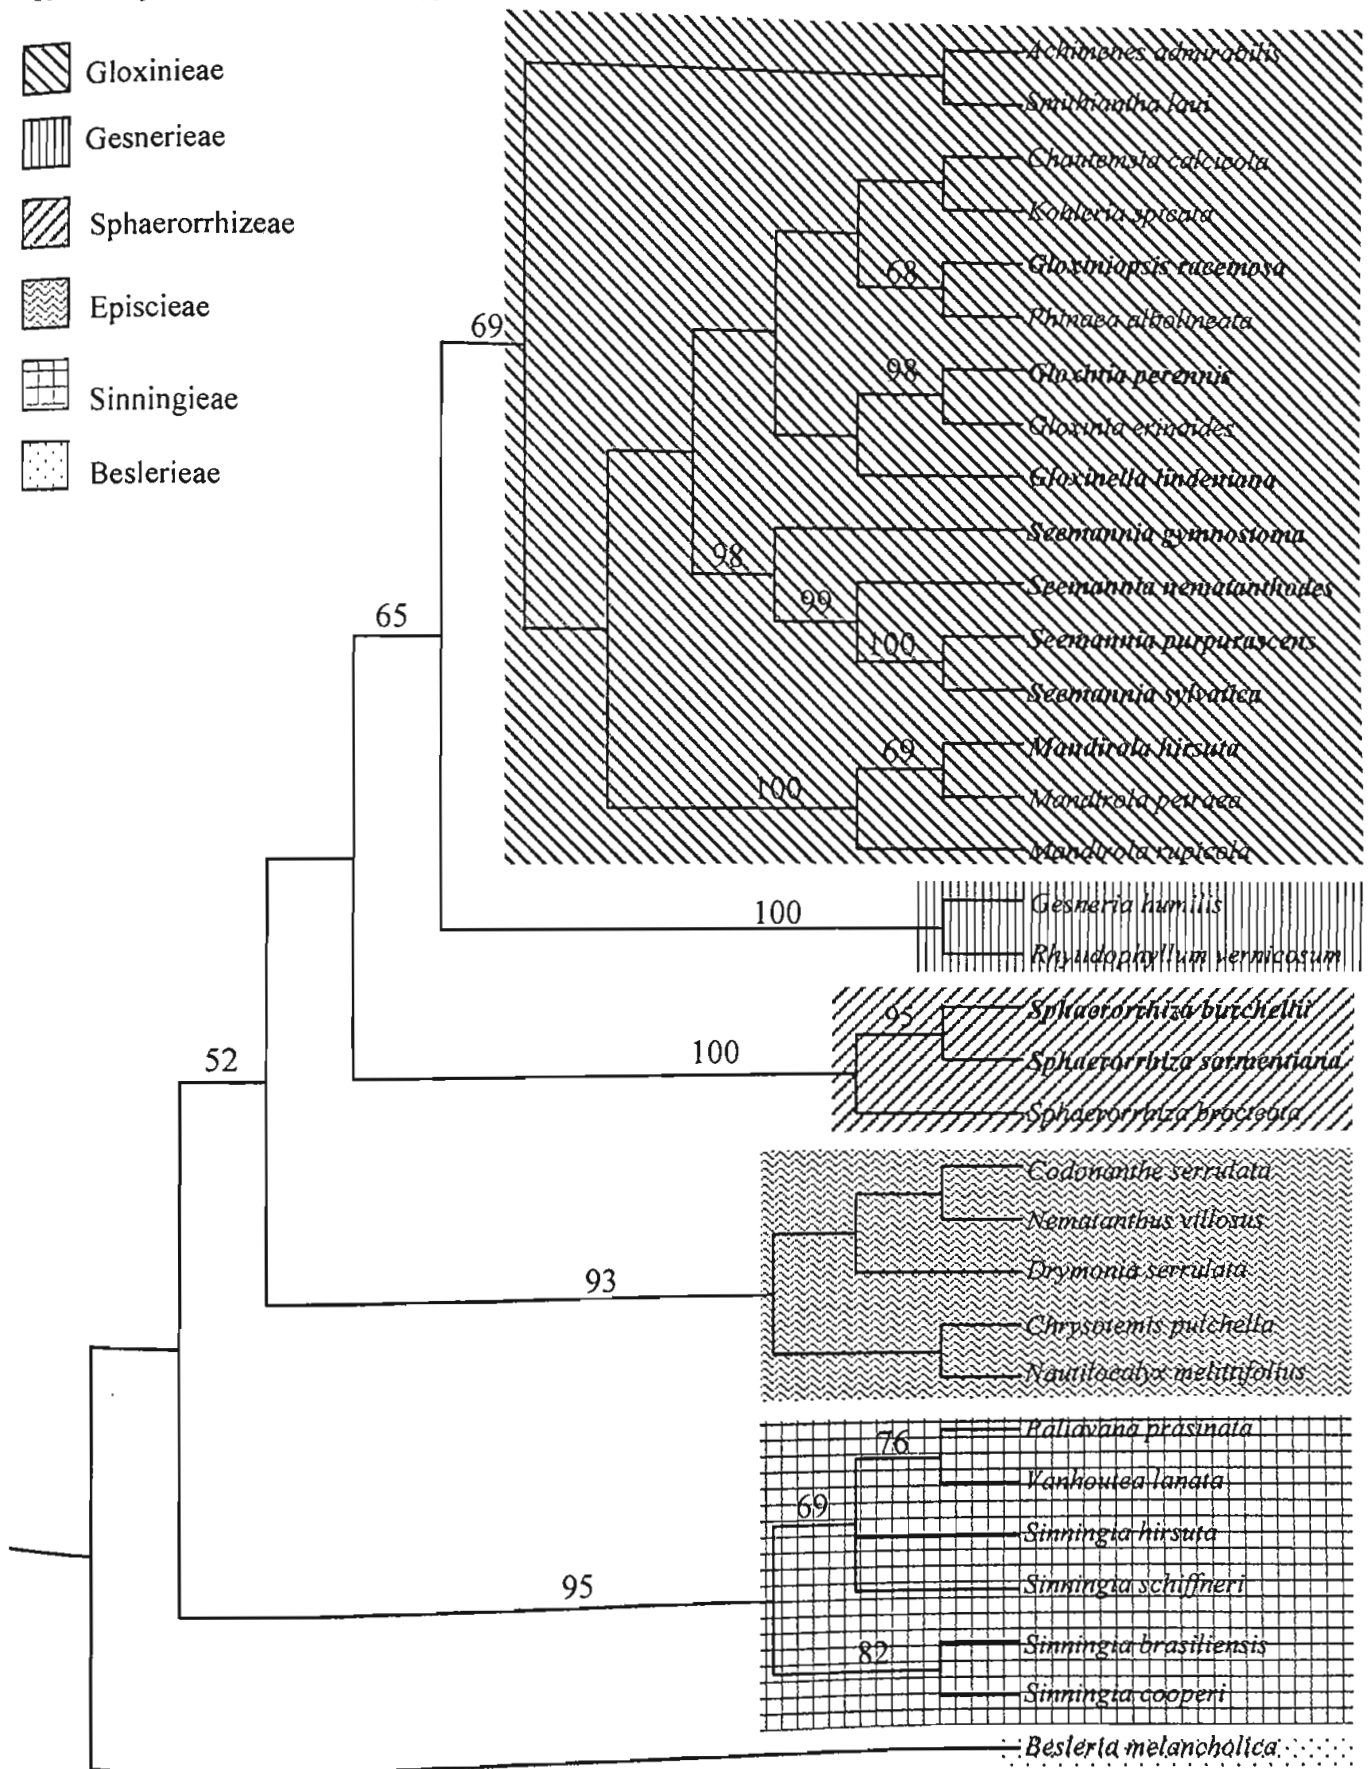 Gloxinieae
Gesnerieae
Sphaerorrhizeae
Episcieae
Sinningieae
Beslerieae
Achimenes admirabilis
Smithiantha laui
Chautemsia calcicola
Kohleria spicata
68
Gloxiniopsis racemosa
Phinaea albolineata
69
98
Gloxinia perennis
Gloxinia erinoides
Gloxinella lindeniana
Seemannia gymnostoma
98
Seemannia nematanthodes
99
Seemannia purpurascens
100
Seemannia sylvatica
65
Mandirola hirsuta
69
Mandirola petraea
100
Mandirola rupicola
Gesneria humilis
100
Rhytidophyllum vernicosum
Sphaerorrhiza burchellii
95
Sphaerorrhiza sarmentiana
100
52
Sphaerorrhiza bracteata
Codonanthe serrulata
Nematanthus villosus
Drymonia serrulata
93
Chrysotemis pulchella
Nautilocalyx melittifolius
Paliavana prasinata
76
Vanhoutea lanata
69
Sinningia hirsuta
Sinningia schiffneri
95
Sinningia brasiliensis
82
Sinningia cooperi
Besleria melancholica